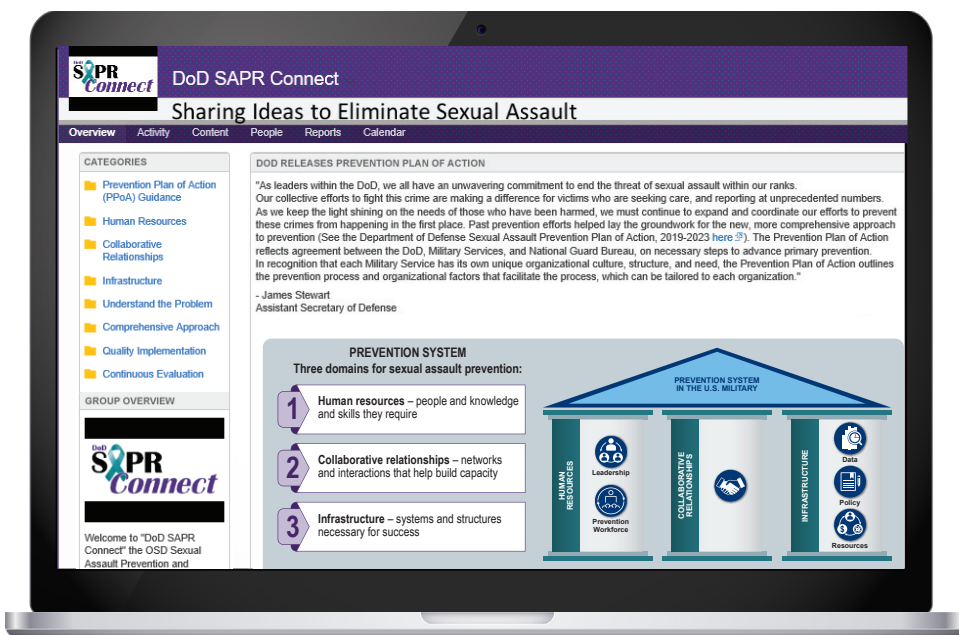 DoD
SAPR
Connect
DoD SAPR Connect
Sharing Ideas to Eliminate Sexual Assault
Overview Activity Content People Reports Calendar
CATEGORIES
Prevention Plan of Action
(PPoA) Guidance
Human Resources
Collaborative
Relationships
Infrastructure
Understand the Problem
Comprehensive Approach
Quality Implementation
Continuous Evaluation
GROUP OVERVIEW
DoD
SAPR
Connect
Welcome to "DoD SAPR
Connect" the OSD Sexual
Assault Prevention and
DOD RELEASES PREVENTION PLAN OF ACTION
"As leaders within the DoD, we all have an unwavering commitment to end the threat of sexual assault within our ranks.
Our collective efforts to fight this crime are making a difference for victims who are seeking care, and reporting at unprecedented numbers.
As we keep the light shining on the needs of those who have been harmed, we must continue to expand and coordinate our efforts to prevent
these crimes from happening in the first place. Past prevention efforts helped lay the groundwork for the new, more comprehensive approach
to prevention (See the Department of Defense Sexual Assault Prevention Plan of Action, 2019-2023 here). The Prevention Plan of Action
reflects agreement between the DoD, Military Services, and National Guard Bureau, on necessary steps to advance primary prevention.
In recognition that each Military Service has its own unique organizational culture, structure, and need, the Prevention Plan of Action outlines
the prevention process and organizational factors that facilitate the process, which can be tailored to each organization."
- James Stewart
Assistant Secretary of Defense
PREVENTION SYSTEM
Three domains for sexual assault prevention:
1
Human resources – people and knowledge
and skills they require
2
Collaborative relationships – networks
and interactions that help build capacity
3
Infrastructure – systems and structures
necessary for success
PREVENTION SYSTEM
IN THE U.S. MILITARY
HUMAN
RESOURCES
Leadership
Prevention
Workforce
COLLABORATIVE
RELATIONSHIPS
INFRASTRUCTURE
Data
Policy
Resources